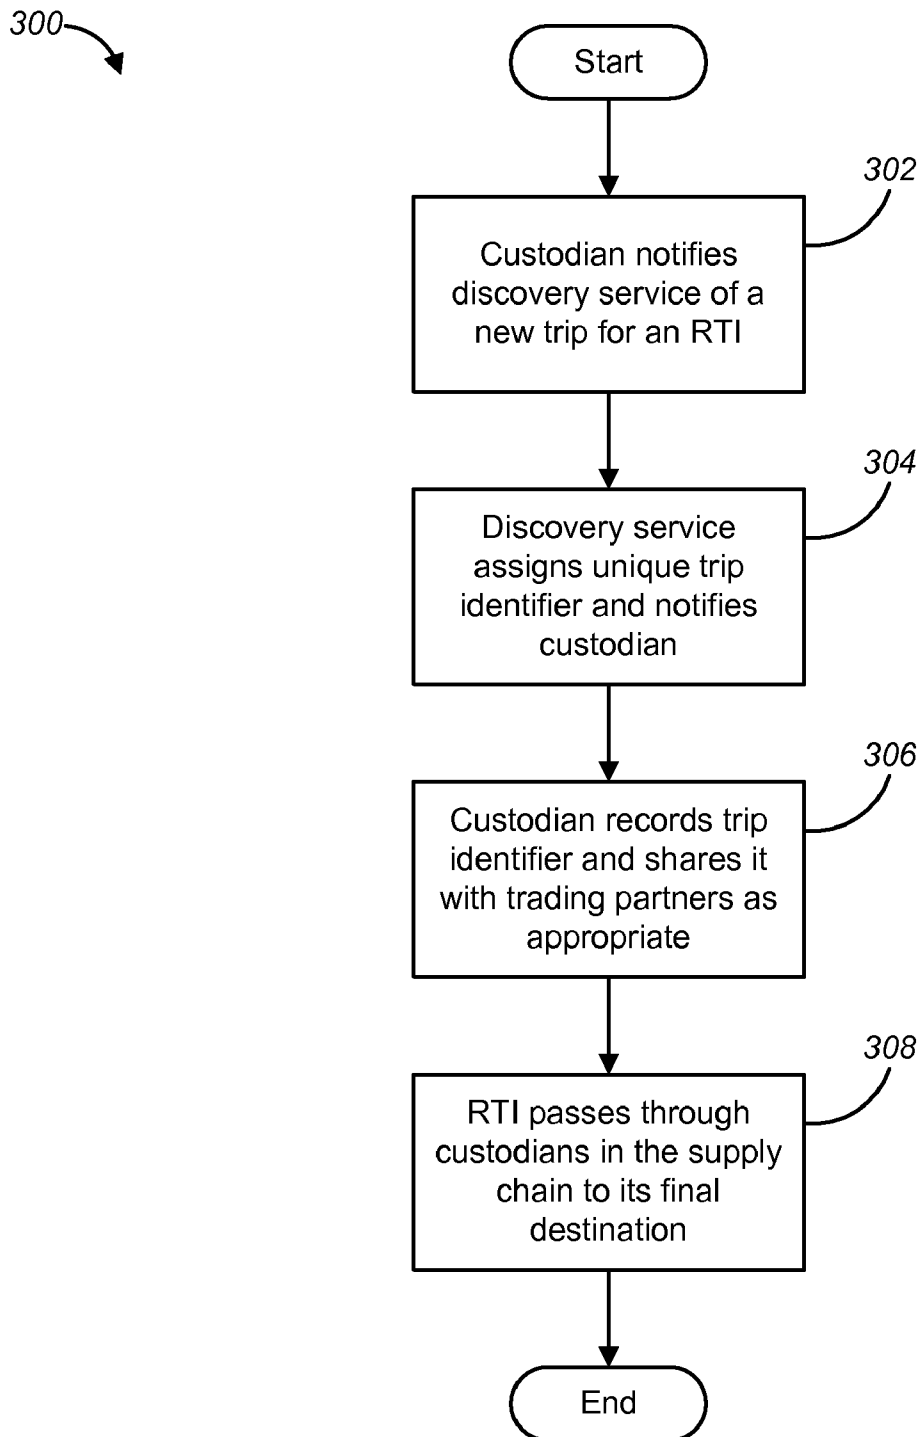 300
Start
302
Custodian notifies
discovery service of a
new trip for an RTI
304
Discovery service
assigns unique trip
identifier and notifies
custodian
306
Custodian records trip
identifier and shares it
with trading partners as
appropriate
308
RTI passes through
custodians in the supply
chain to its final
destination
End